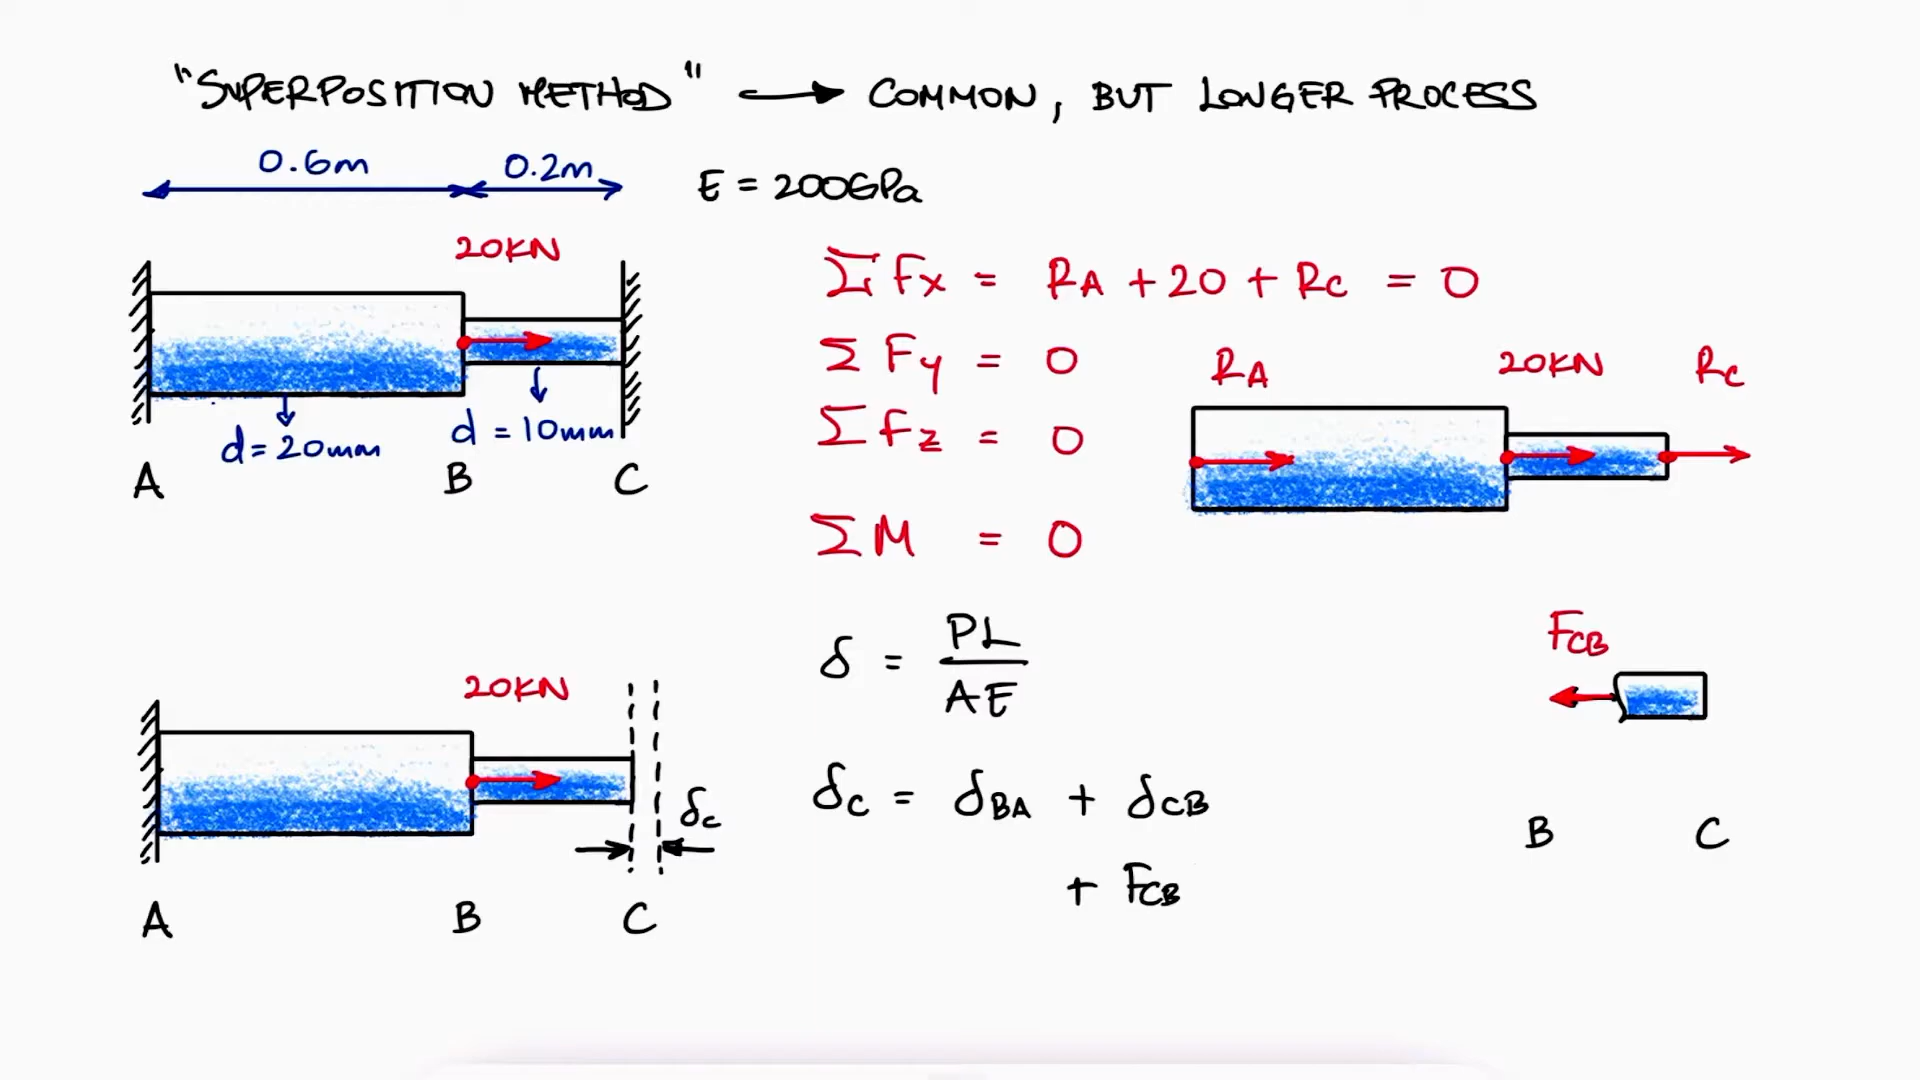 "SUPERPOSITION METHOD" → COMMON, BUT LONGER PROCESS
0.6m 0.2m
E = 200GPa
20KN
d=20mm
d = 10mm
A B C
ΣFx = RA + 20 + RC = 0
ΣFy = 0
ΣFz = 0
ΣM = 0
RA 20KN RC
20KN
δc
A B C
δ = PL / AE
δC = δBA + δCB
+ FCB
FCB
B C